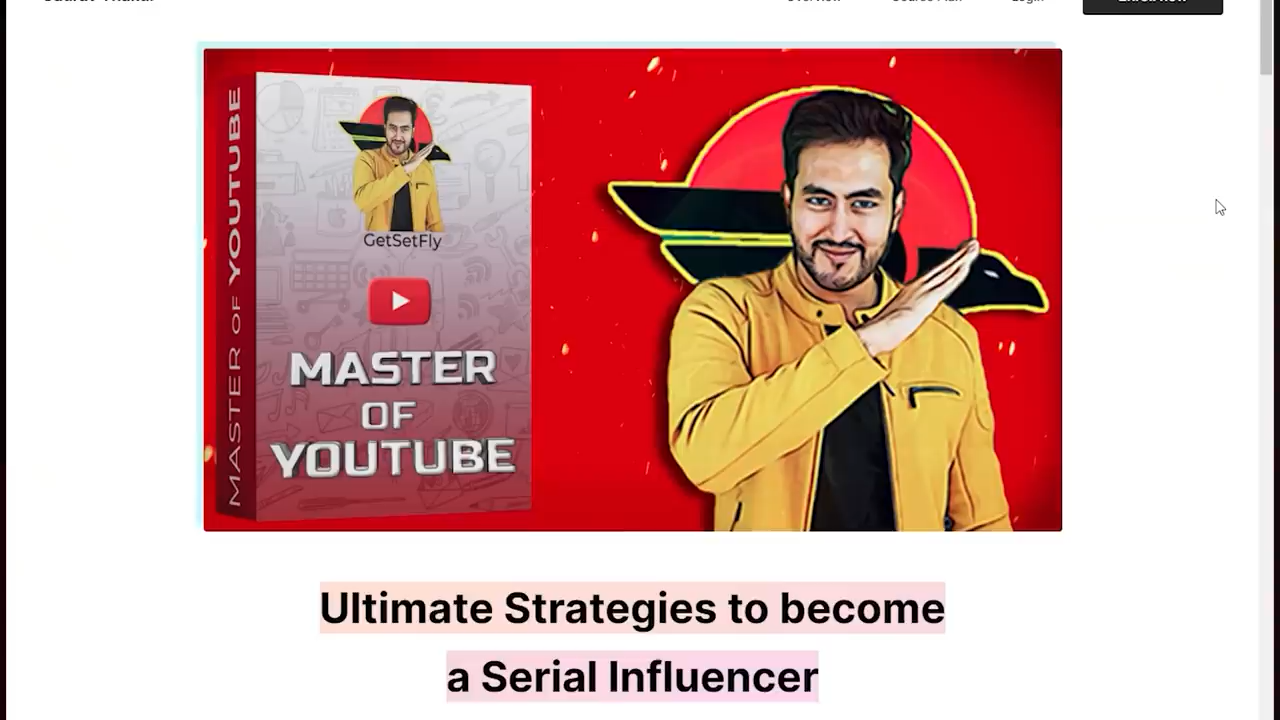 MASTER OF YOUTUBE
GetSetFly
MASTER
OF
YOUTUBE
Ultimate Strategies to become
a Serial Influencer